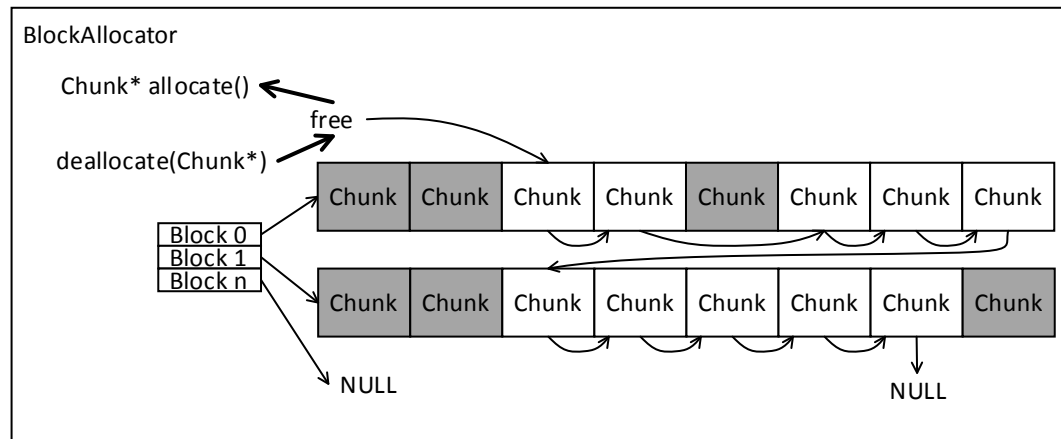 BlockAllocator
Chunk* allocate()
free
deallocate(Chunk*)
Chunk Chunk Chunk Chunk Chunk Chunk Chunk Chunk
Block 0
Block 1
Block n
Chunk Chunk Chunk Chunk Chunk Chunk Chunk Chunk
NULL
NULL